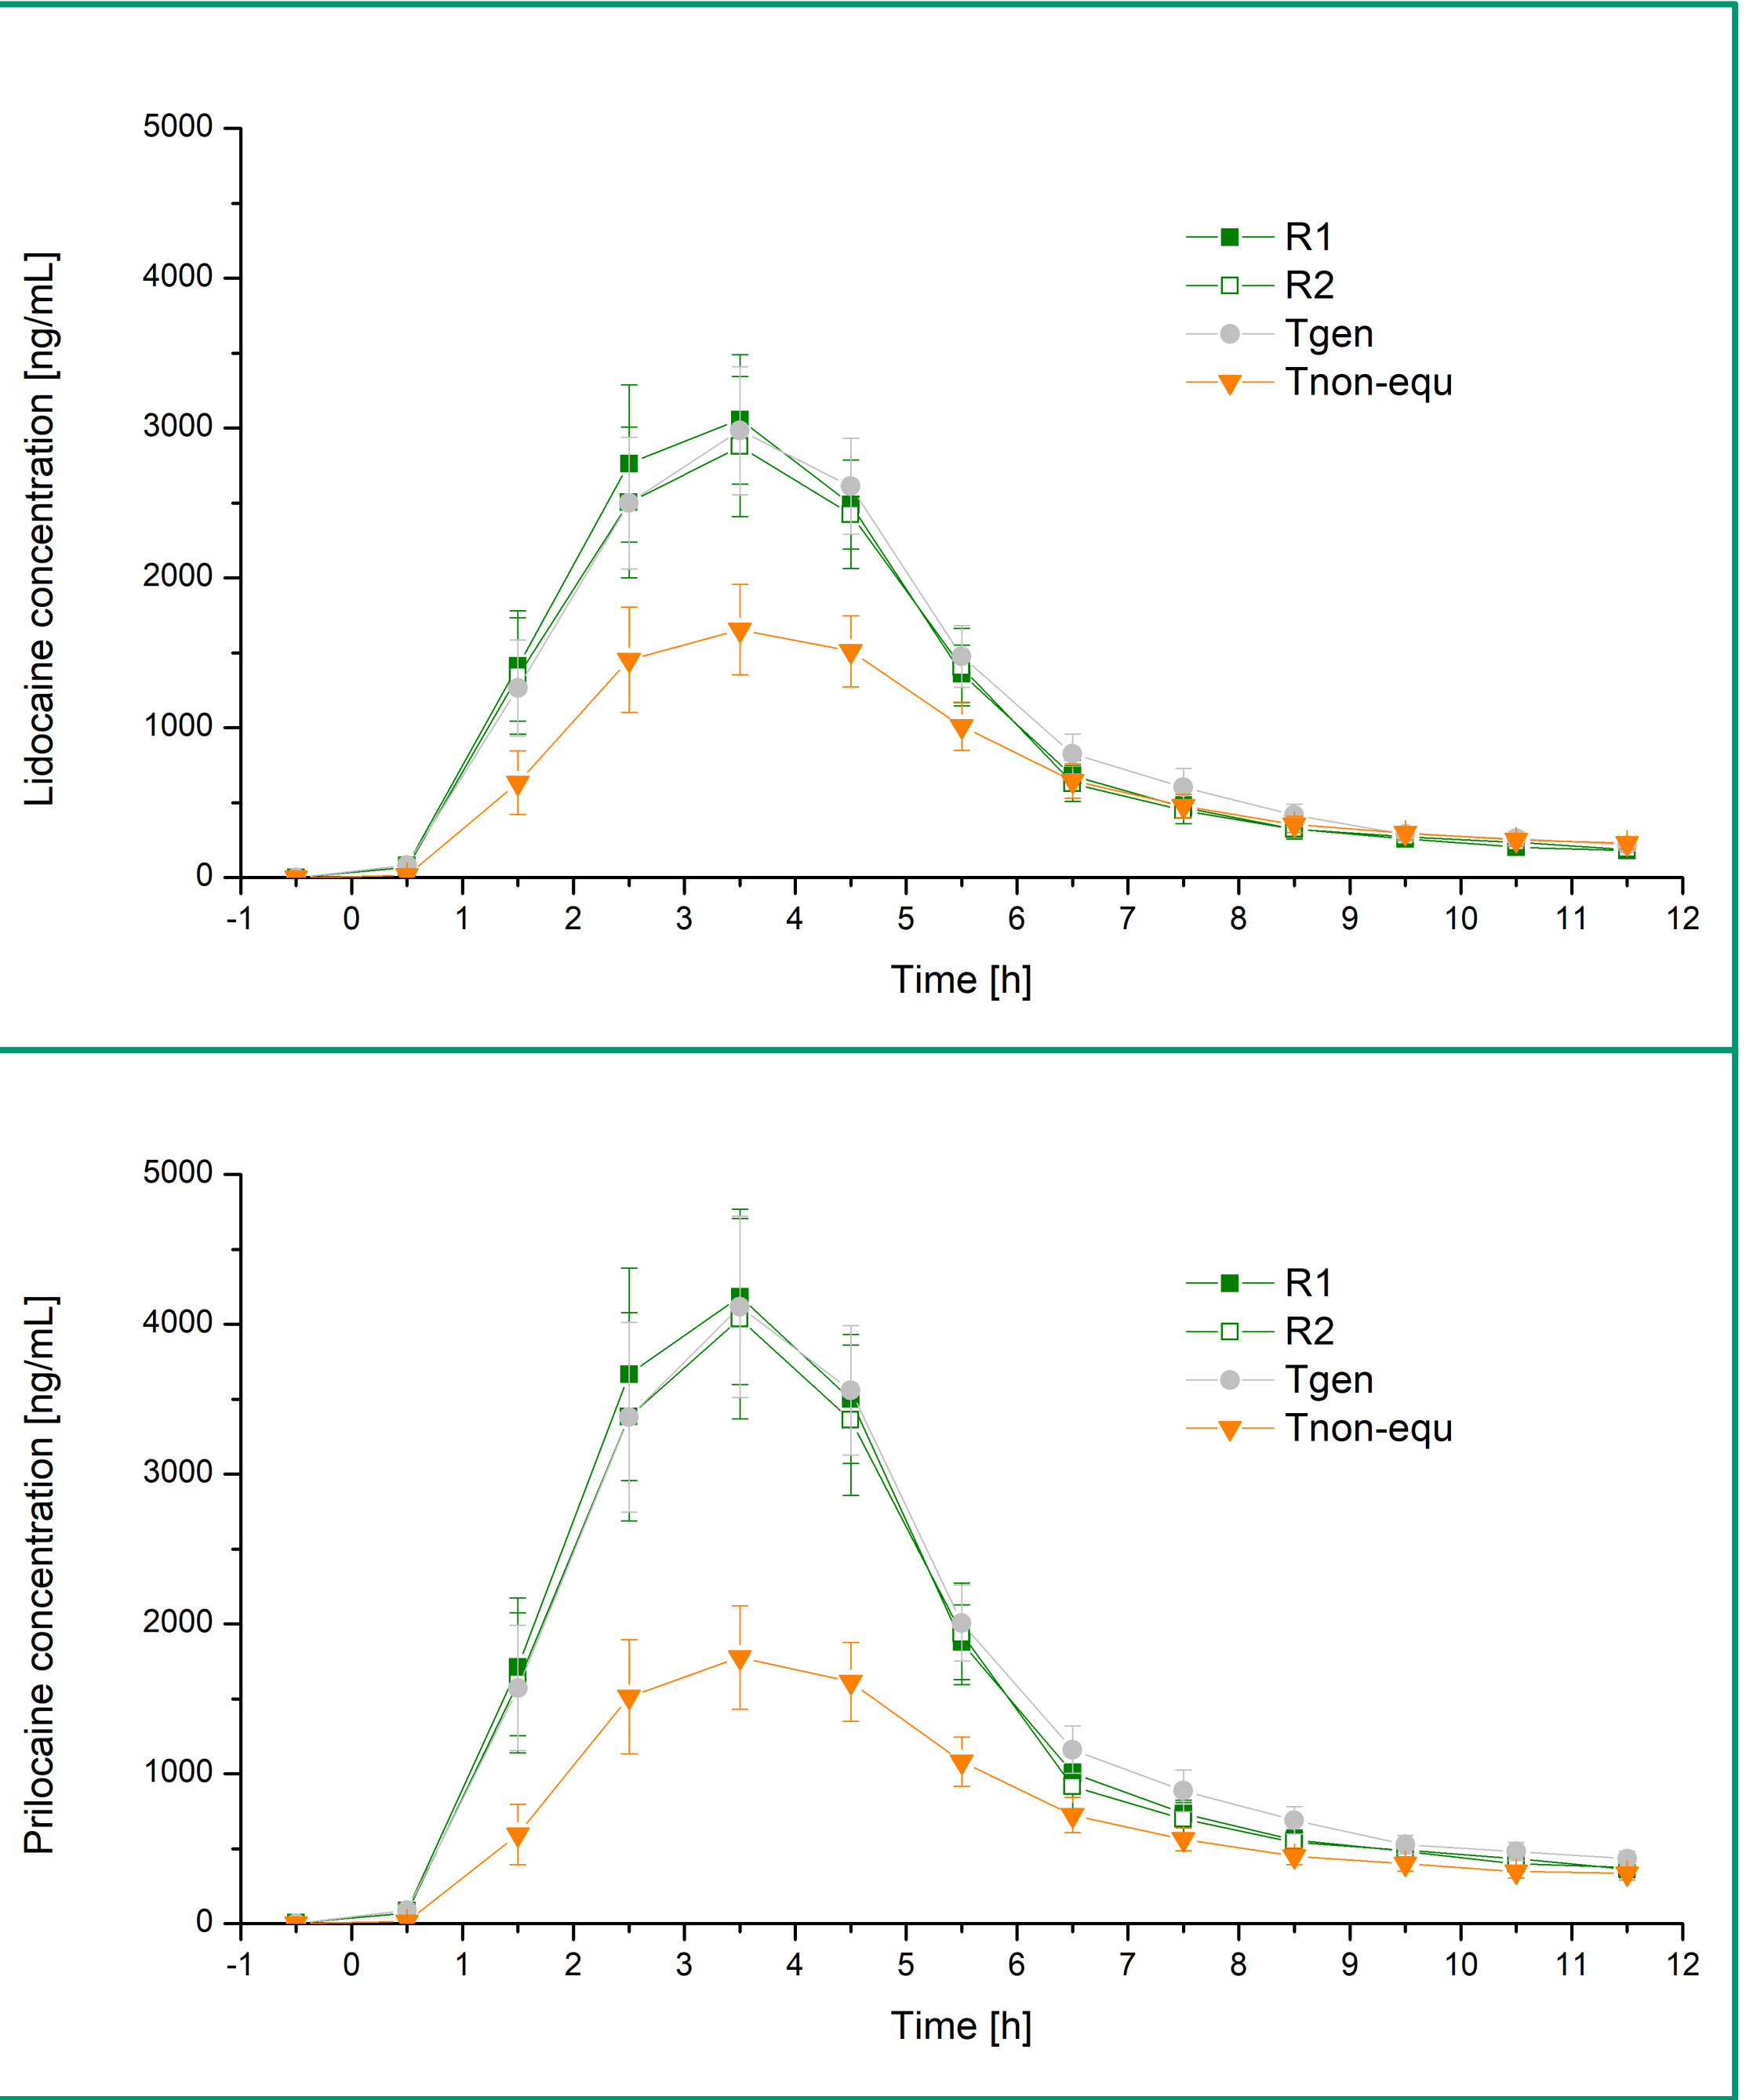 Lidocaine concentration [ng/mL]
5000
4000
3000
2000
1000
0
R1
R2
Tgen
Tnon-equ
-1 0 1 2 3 4 5 6 7 8 9 10 11 12
Time [h]
Prilocaine concentration [ng/mL]
5000
4000
3000
2000
1000
0
R1
R2
Tgen
Tnon-equ
-1 0 1 2 3 4 5 6 7 8 9 10 11 12
Time [h]